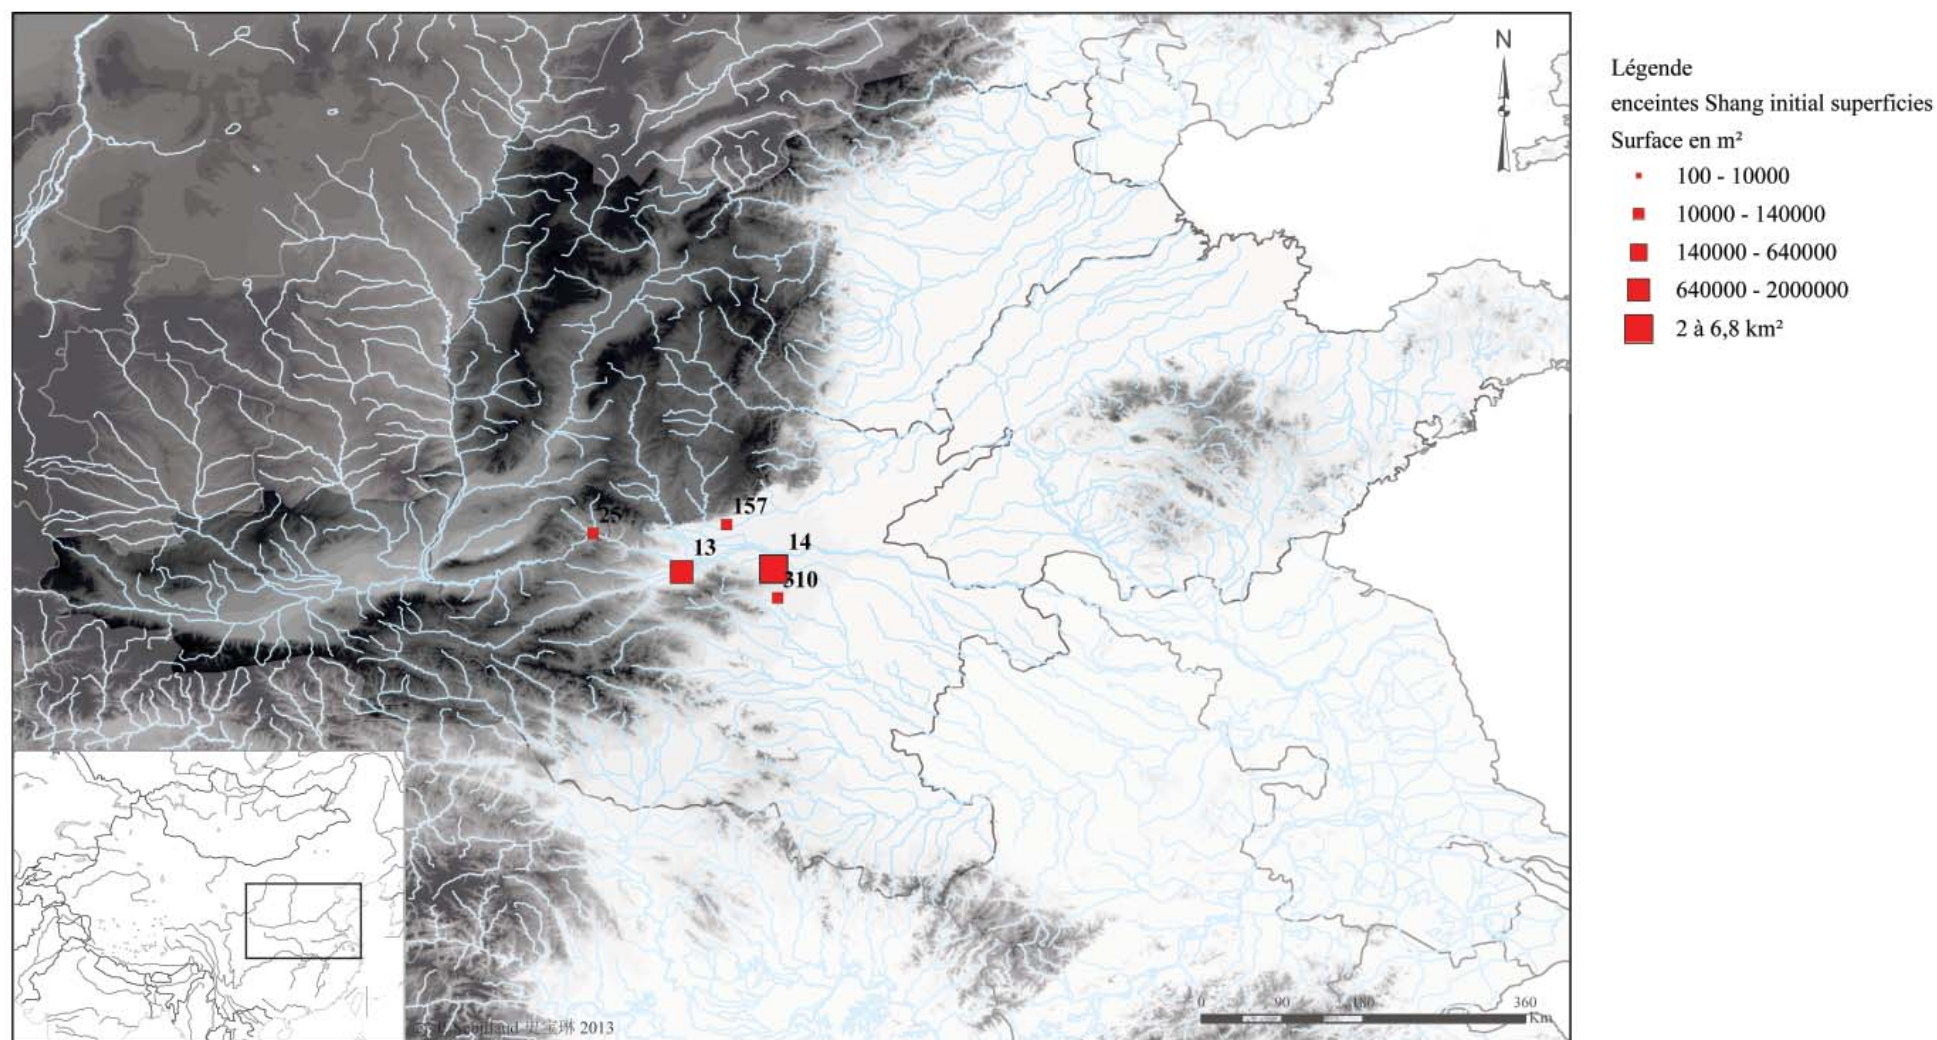 N
Légende
enceintes Shang initial superficies
Surface en m²
100 - 10000
10000 - 140000
140000 - 640000
640000 - 2000000
2 à 6,8 km²
157
25
13
14
310
0 90 180 360
Km
2013